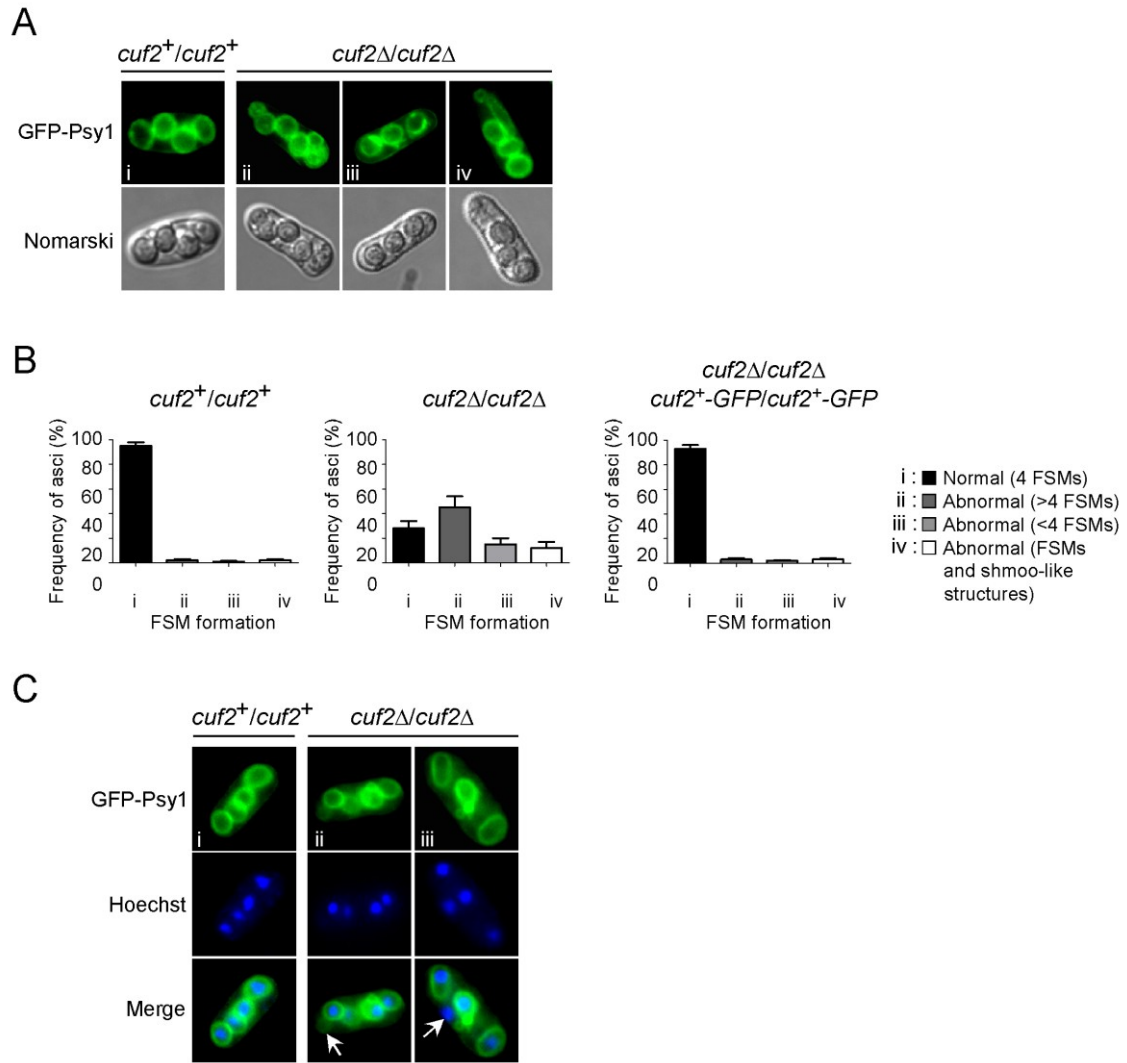 A
cuf2+/cuf2+ cuf2Δ/cuf2Δ
GFP-Psy1
i ii iii iv
Nomarski
B
cuf2+/cuf2+
Frequency of asci (%)
100
80
60
40
20
0
i ii iii iv
FSM formation
cuf2Δ/cuf2Δ
Frequency of asci (%)
100
80
60
40
20
0
i ii iii iv
FSM formation
cuf2Δ/cuf2Δ
cuf2+-GFP/cuf2+-GFP
Frequency of asci (%)
100
80
60
40
20
0
i ii iii iv
FSM formation
i : Normal (4 FSMs)
ii : Abnormal (>4 FSMs)
iii : Abnormal (<4 FSMs)
iv : Abnormal (FSMs
and shmoo-like
structures)
C
cuf2+/cuf2+ cuf2Δ/cuf2Δ
GFP-Psy1
i ii iii
Hoechst
Merge